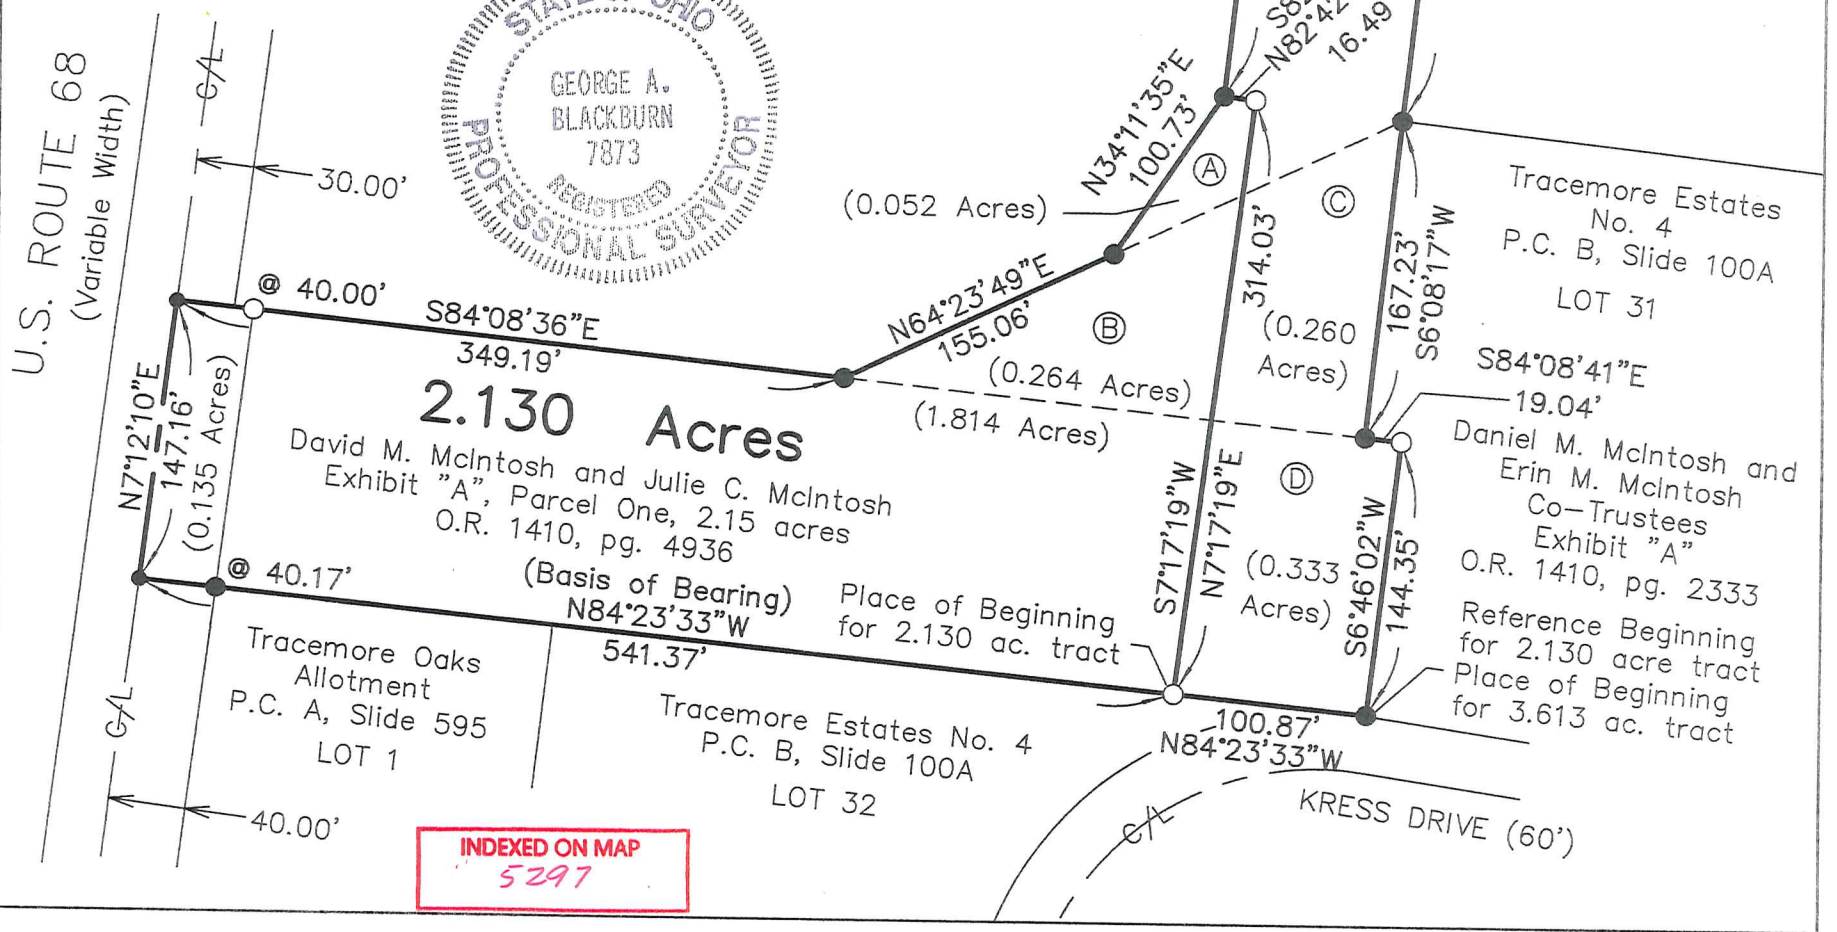 U.S. ROUTE 68
(Variable Width)
C/L
30.00'
STATE OF OHIO
GEORGE A.
BLACKBURN
7873
REGISTERED
PROFESSIONAL SURVEYOR
N82°42'
16.49
N34°11'35"E
100.73'
(0.052 Acres)
A
C
Tracemore Estates
No. 4
P.C. B, Slide 100A
LOT 31
167.23'
S6°08'17"W
314.03'
(0.260
Acres)
@ 40.00'
S84°08'36"E
349.19'
N64°23'49"E
155.06'
B
(0.264 Acres)
(1.814 Acres)
S84°08'41"E
19.04'
N7°12'10"E
147.16'
(0.135 Acres)
2.130 Acres
David M. McIntosh and Julie C. McIntosh
Exhibit "A", Parcel One, 2.15 acres
O.R. 1410, pg. 4936
Daniel M. McIntosh and
Erin M. McIntosh
Co-Trustees
Exhibit "A"
O.R. 1410, pg. 2333
S7°17'19"W
N7°17'19"E
D
(0.333
Acres)
S6°46'02"W
144.35'
@ 40.17'
(Basis of Bearing)
N84°23'33"W
541.37'
Place of Beginning
for 2.130 ac. tract
Reference Beginning
for 2.130 acre tract
Place of Beginning
for 3.613 ac. tract
100.87'
N84°23'33"W
Tracemore Oaks
Allotment
P.C. A, Slide 595
LOT 1
Tracemore Estates No. 4
P.C. B, Slide 100A
LOT 32
C/L
40.00'
C/L
KRESS DRIVE (60')
INDEXED ON MAP
5297